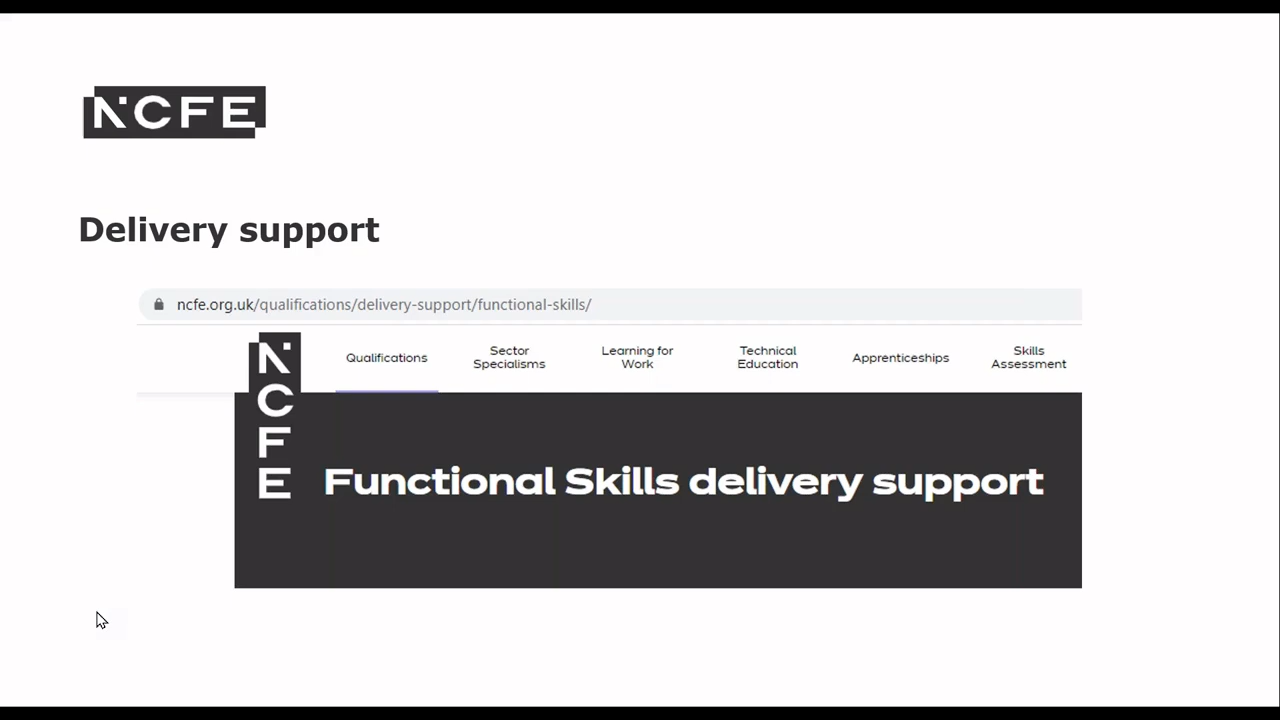 NCFE
Delivery support
ncfe.org.uk/qualifications/delivery-support/functional-skills/
NCFE
Qualifications
Sector
Specialisms
Learning for
Work
Technical
Education
Apprenticeships
Skills
Assessment
Functional Skills delivery support